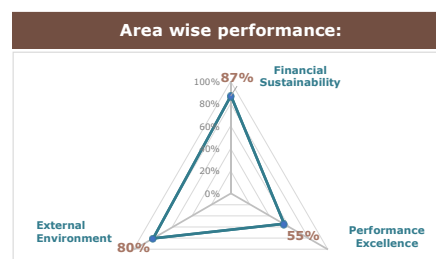 Area wise performance:
87%
Financial
Sustainability
100%
80%
60%
40%
20%
0%
External
Environment
80%
55%
Performance
Excellence